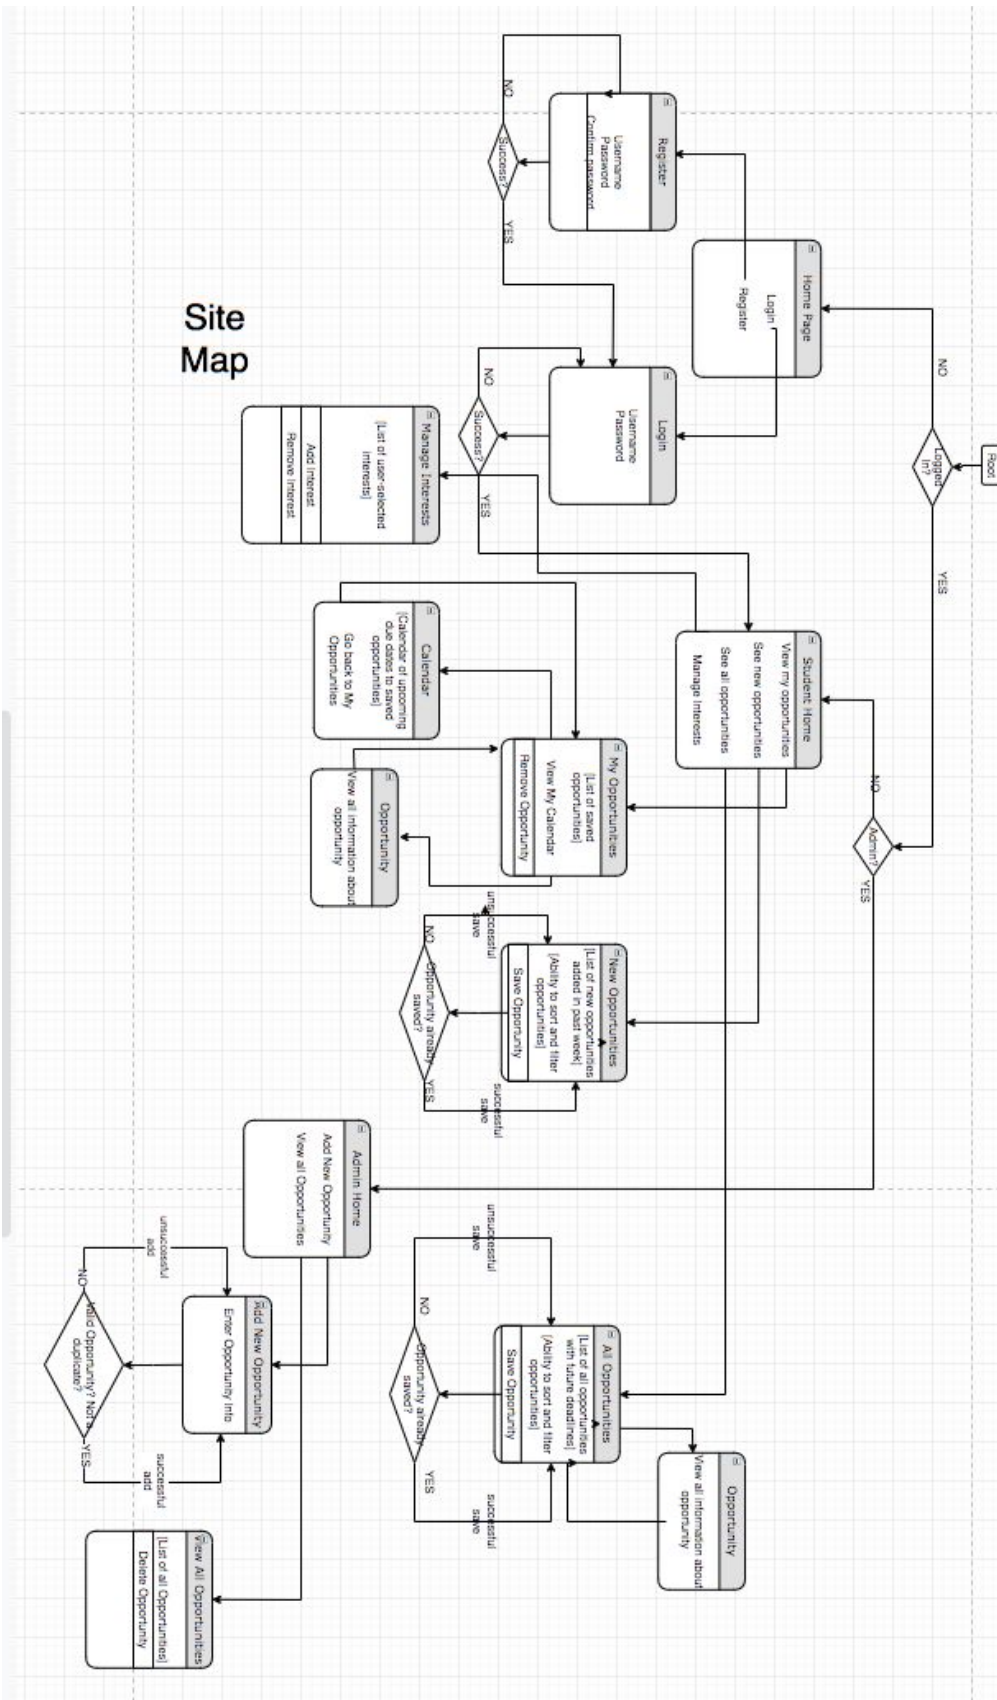 Root
Logged
In?
NO
YES
Home Page
Login
Register
Register
Username
Password
Confirm password
Success?
NO
YES
Login
Username
Password
Success?
NO
YES
Site
Map
Admin?
NO
YES
Student Home
View my opportunities
See new opportunities
See all opportunities
Manage Interests
Manage Interests
[List of user-selected
interests]
Add Interest
Remove Interest
My Opportunities
[List of saved
opportunities]
View My Calendar
Remove Opportunity
Calendar
[Calendar of upcoming
due dates to saved
opportunities]
Go back to My
Opportunities
Opportunity
View all information about
opportunity
New Opportunities
[List of new opportunities
added in past week]
[Ability to sort and filter
opportunities]
Save Opportunity
Opportunity already
saved?
NO
unsuccessful
save
YES
successful
save
All Opportunities
[List of all opportunities
with future deadlines]
[Ability to sort and filter
opportunities]
Save Opportunity
Opportunity already
saved?
NO
unsuccessful
save
YES
successful
save
Opportunity
View all information about
opportunity
Admin Home
Add New Opportunity
View all Opportunities
Add New Opportunity
Enter Opportunity Info
Valid Opportunity? Not a
duplicate?
NO
unsuccessful
add
YES
successful
add
View All Opportunities
[List of all Opportunities]
Delete Opportunity